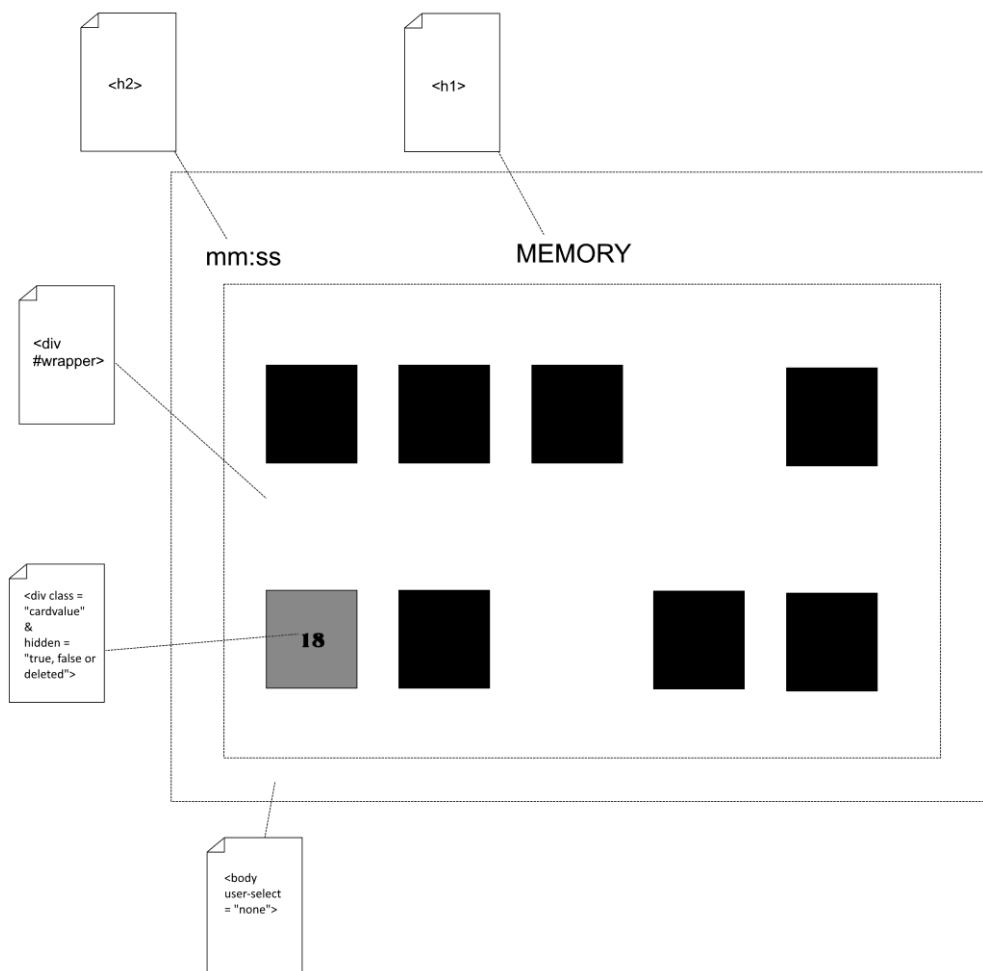 <h2>
<h1>
mm:ss
MEMORY
<div
#wrapper>
<div class =
"cardvalue"
&
hidden =
"true, false or
deleted">
18
<body
user-select
= "none">